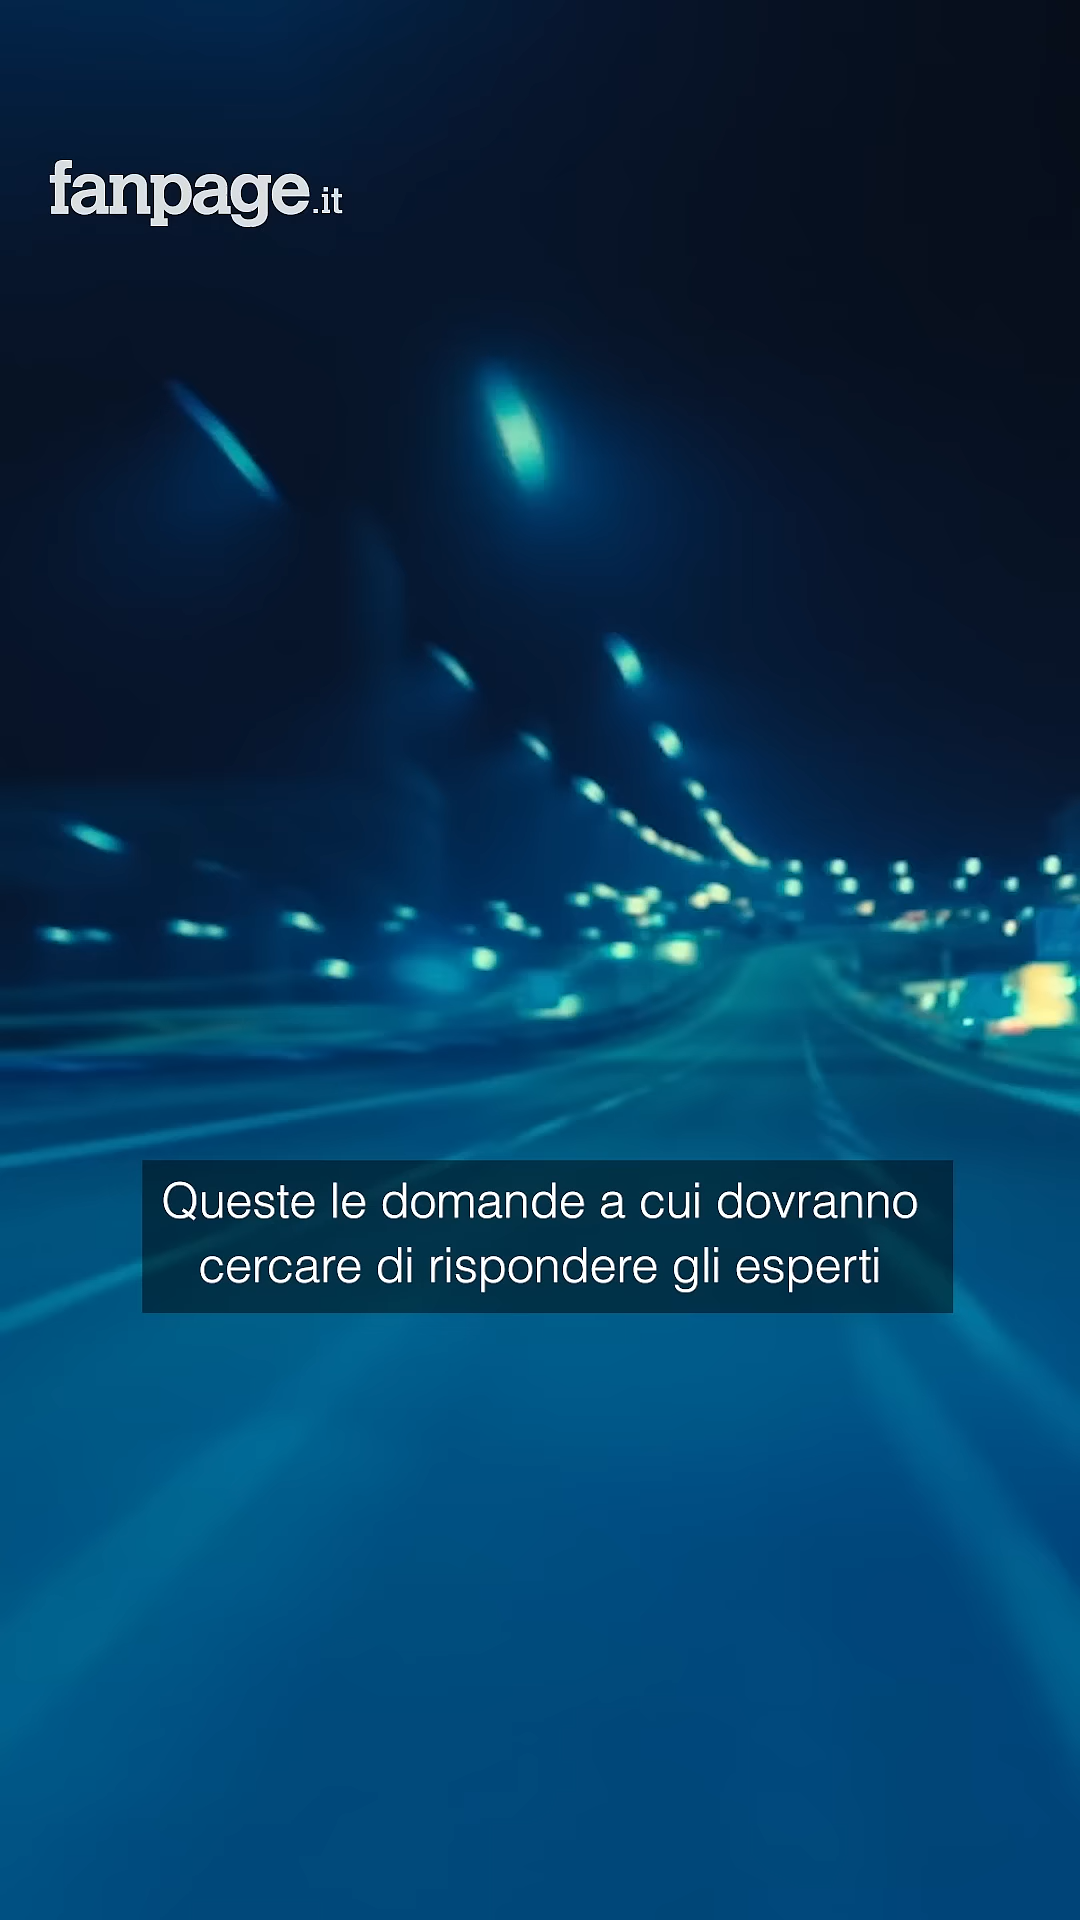 fanpage.it
Queste le domande a cui dovranno
cercare di rispondere gli esperti